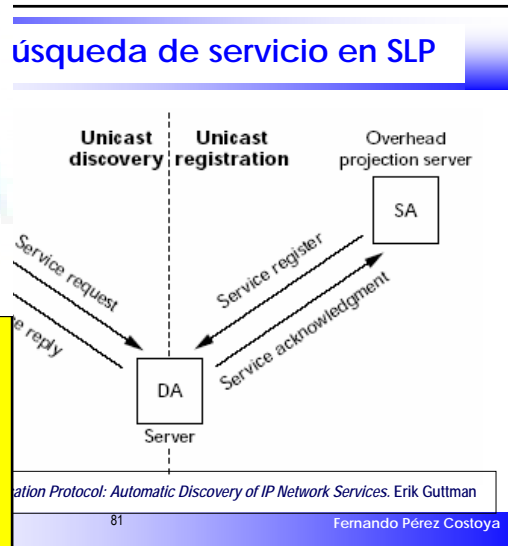 úsqueda de servicio en SLP
Unicast discovery
Unicast registration
Overhead projection server
SA
Service request
Service register
Service acknowledgment
reply
DA
Server
Protocol: Automatic Discovery of IP Network Services. Erik Guttman
81
Fernando Pérez Costoya